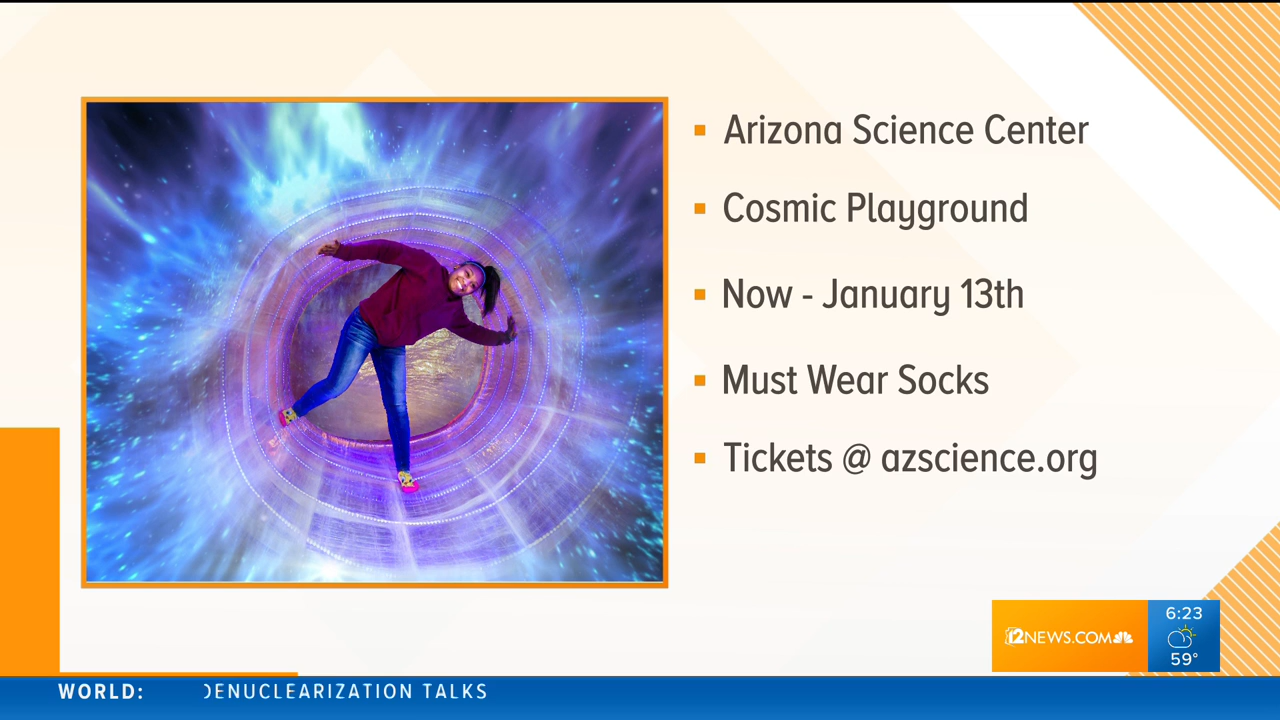 Arizona Science Center
Cosmic Playground
Now - January 13th
Must Wear Socks
Tickets @ azscience.org
12NEWS.COM
6:23
59°
WORLD: DENUCLEARIZATION TALKS